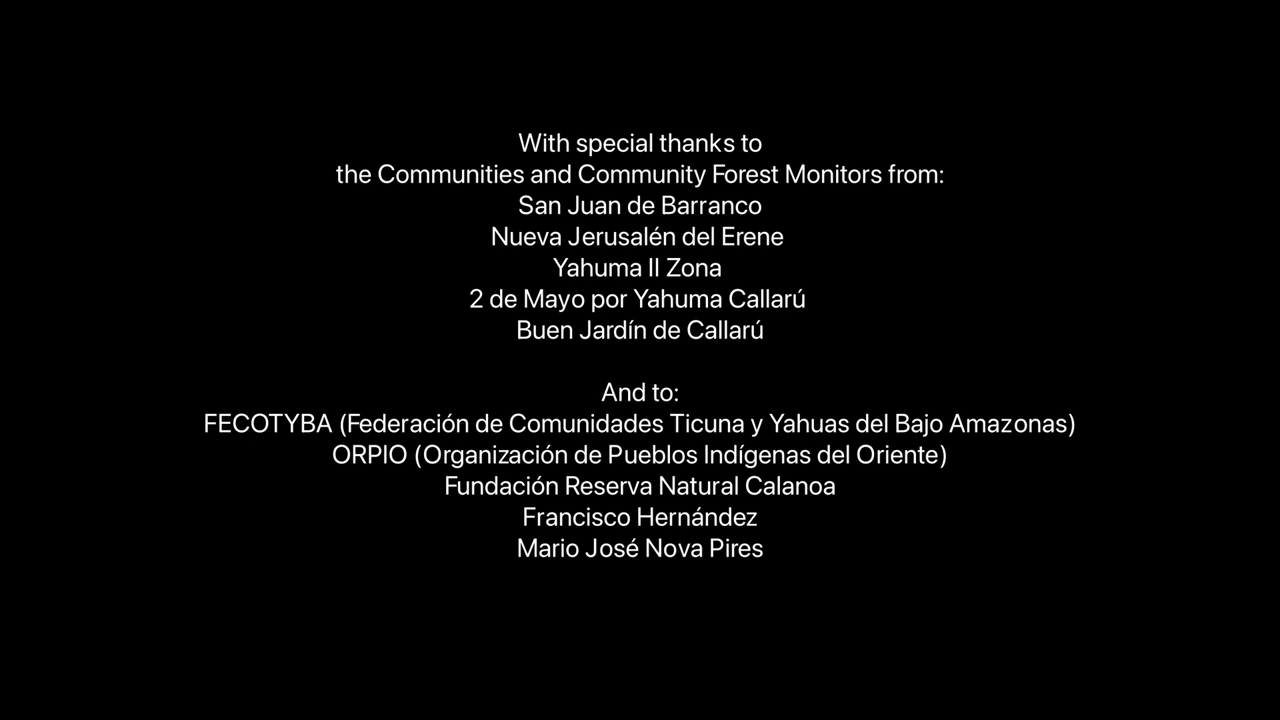 With special thanks to
the Communities and Community Forest Monitors from:
San Juan de Barranco
Nueva Jerusalén del Erene
Yahuma II Zona
2 de Mayo por Yahuma Callarú
Buen Jardín de Callarú
And to:
FECOTYBA (Federación de Comunidades Ticuna y Yahuas del Bajo Amazonas)
ORPIO (Organización de Pueblos Indígenas del Oriente)
Fundación Reserva Natural Calanoa
Francisco Hernández
Mario José Nova Pires